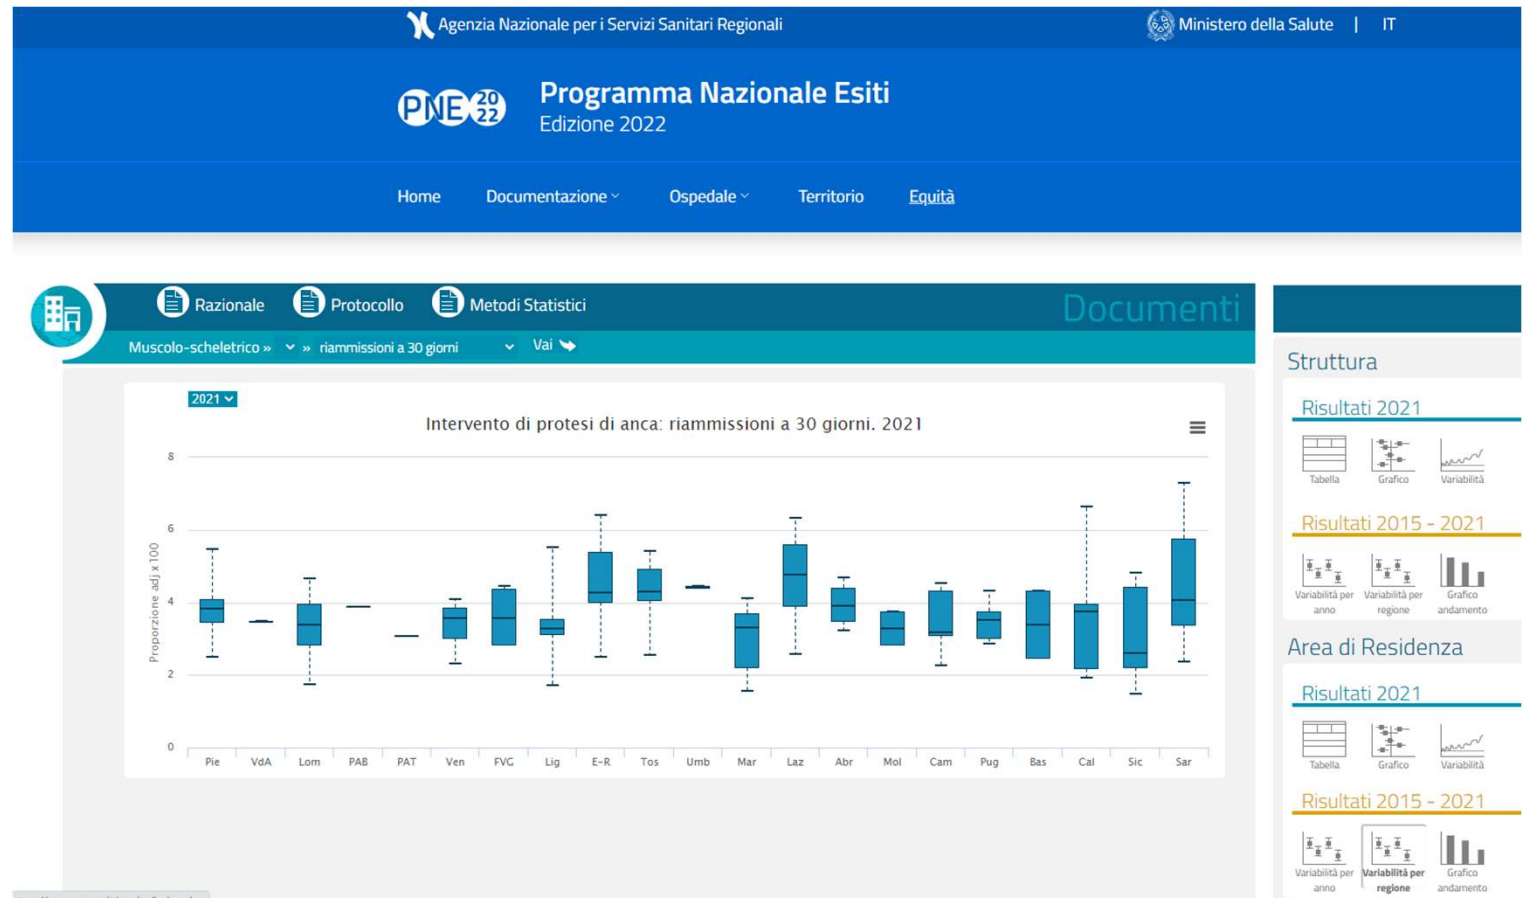 Agenzia Nazionale per i Servizi Sanitari Regionali
Ministero della Salute | IT
PNE 20 22
Programma Nazionale Esiti
Edizione 2022
Home Documentazione Ospedale Territorio Equità
Razionale Protocollo Metodi Statistici Documenti
Muscolo-scheletrico » » riammissioni a 30 giorni Vai
2021
Intervento di protesi di anca: riammissioni a 30 giorni. 2021
Proporzione adj x 100
8
6
4
2
0
Pie VdA Lom PAB PAT Ven FVG Lig E-R Tos Umb Mar Laz Abr Mol Cam Pug Bas Cal Sic Sar
Struttura
Risultati 2021
Tabella Grafico Variabilità
Risultati 2015 - 2021
Variabilità per anno Variabilità per regione Grafico andamento
Area di Residenza
Risultati 2021
Tabella Grafico Variabilità
Risultati 2015 - 2021
Variabilità per anno Variabilità per regione Grafico andamento